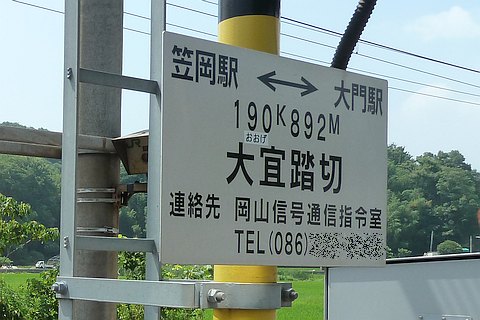 笠岡駅 ↔ 大門駅
190K892M
おおげ
大宜踏切
連絡先 岡山信号通信指令室
TEL(086)